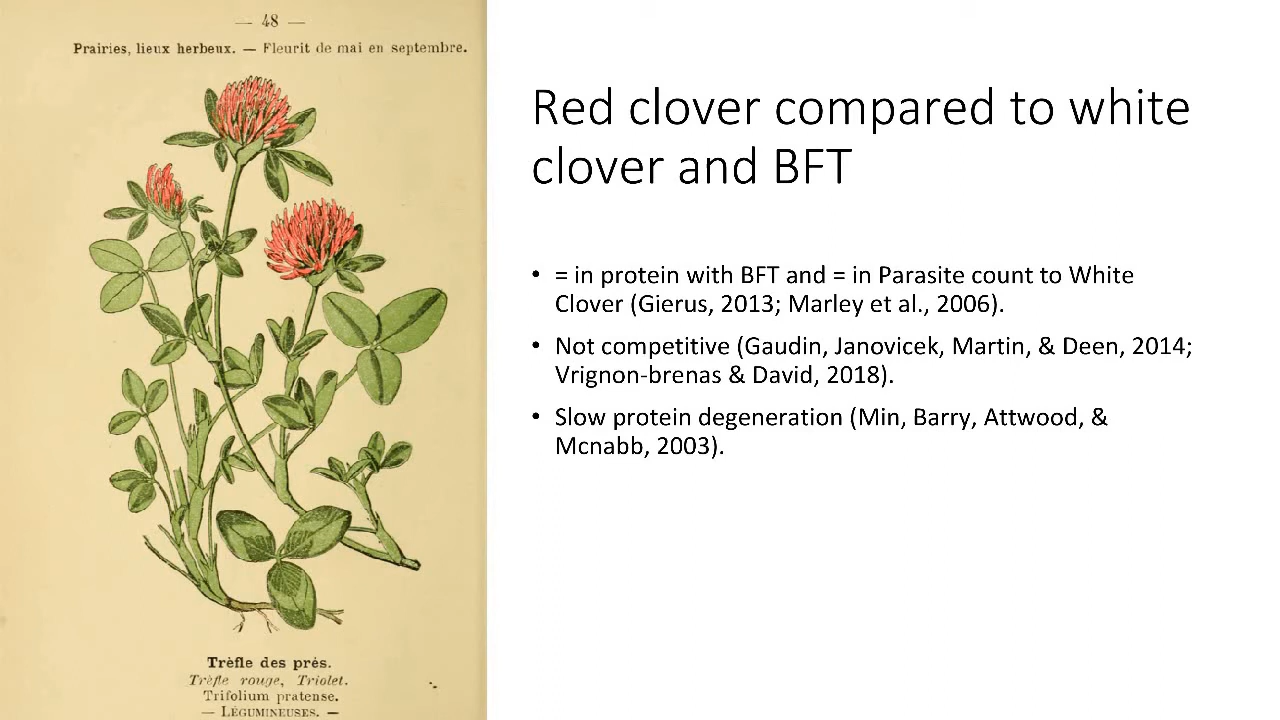 — 48 —
Prairies, lieux herbeux. — Fleurit de mai en septembre.
Trèfle des prés.
Trèfle rouge, Triolet.
Trifolium pratense.
— LÉGUMINEUSES. —
Red clover compared to white
clover and BFT
• = in protein with BFT and = in Parasite count to White
Clover (Gierus, 2013; Marley et al., 2006).
• Not competitive (Gaudin, Janovicek, Martin, & Deen, 2014;
Vrignon-brenas & David, 2018).
• Slow protein degeneration (Min, Barry, Attwood, &
Mcnabb, 2003).